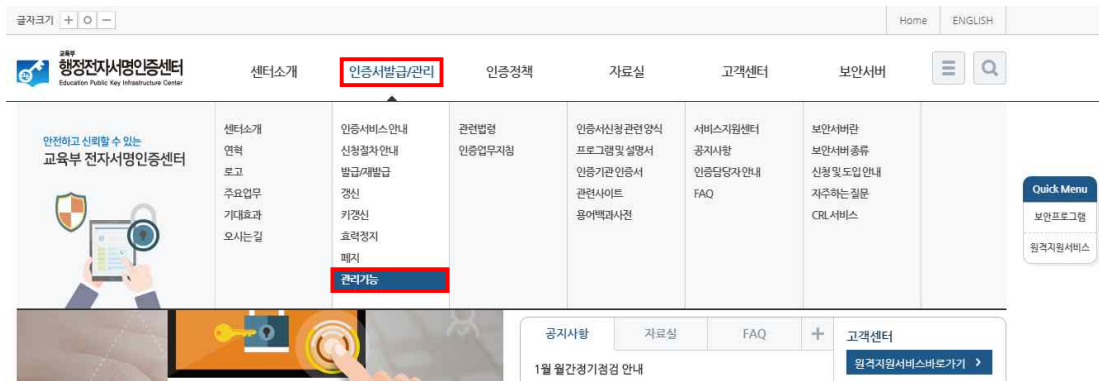 글자크기 + O -
Home ENGLISH
교육부
행정전자서명인증센터
Education Public Key Infrastructure Center
센터소개 인증서발급/관리 인증정책 자료실 고객센터 보안서버
안전하고 신뢰할 수 있는
교육부 전자서명인증센터
센터소개
연혁
로고
주요업무
기대효과
오시는길
인증서비스안내
신청절차안내
발급/재발급
갱신
키갱신
효력정지
폐지
관리기능
관련법령
인증업무지침
인증서신청관련양식
프로그램및설명서
인증기관인증서
관련사이트
용어백과사전
서비스지원센터
공지사항
인증담당자안내
FAQ
보안서버란
보안서버종류
신청및도입안내
자주하는질문
CRL서비스
Quick Menu
보안프로그램
원격지원서비스
공지사항 자료실 FAQ +
1월 월간정기점검 안내
고객센터
원격지원서비스바로가기 >